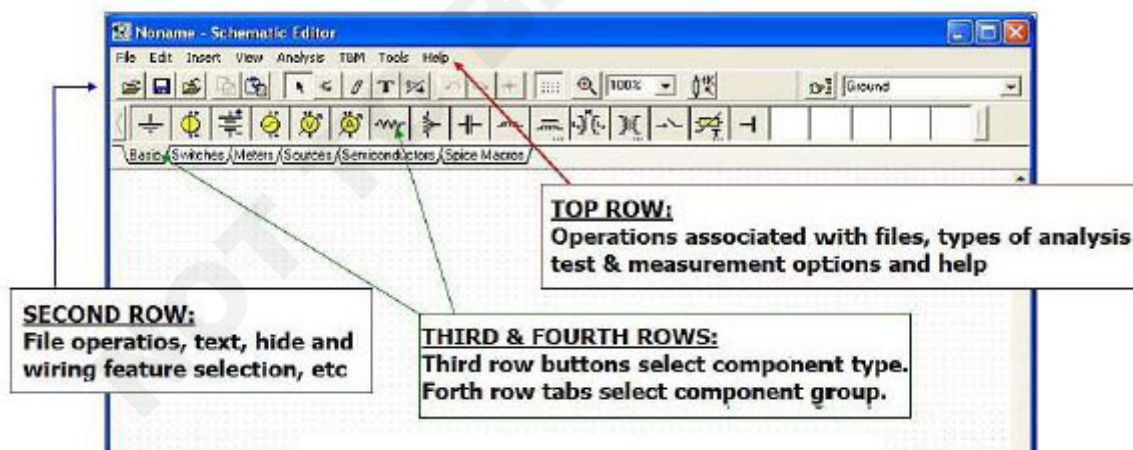 Noname - Schematic Editor
File Edit Insert View Analysis T&M Tools Help
T 100% Ground
Basic Switches Meters Sources Semiconductors Spice Macros
TOP ROW:
Operations associated with files, types of analysis
test & measurement options and help
SECOND ROW:
File operatios, text, hide and
wiring feature selection, etc
THIRD & FOURTH ROWS:
Third row buttons select component type.
Forth row tabs select component group.